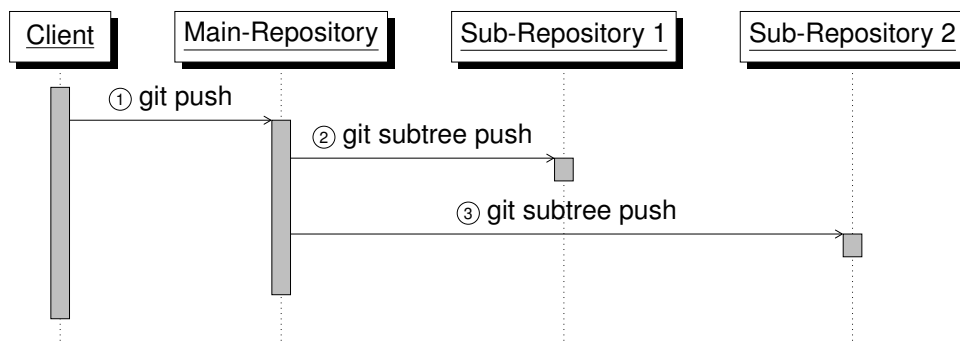 Client
Main-Repository
Sub-Repository 1
Sub-Repository 2
① git push
② git subtree push
③ git subtree push